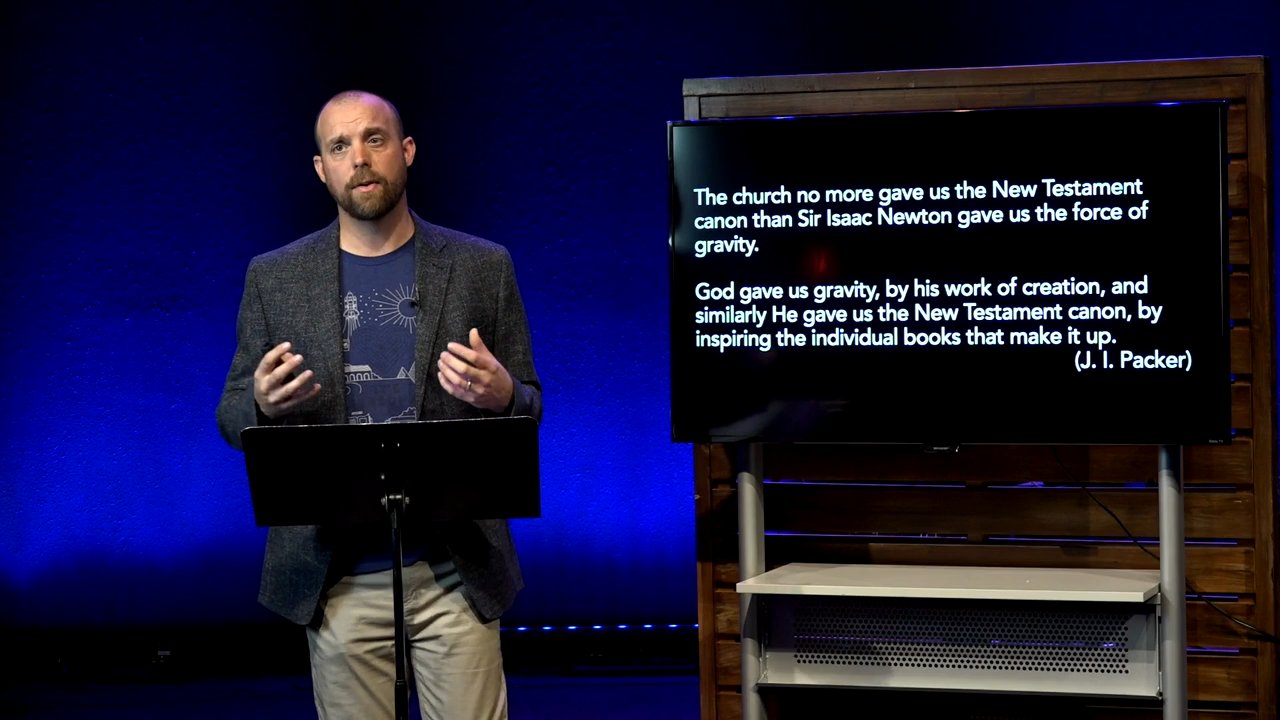 The church no more gave us the New Testament
canon than Sir Isaac Newton gave us the force of
gravity.
God gave us gravity, by his work of creation, and
similarly He gave us the New Testament canon, by
inspiring the individual books that make it up.
(J. I. Packer)